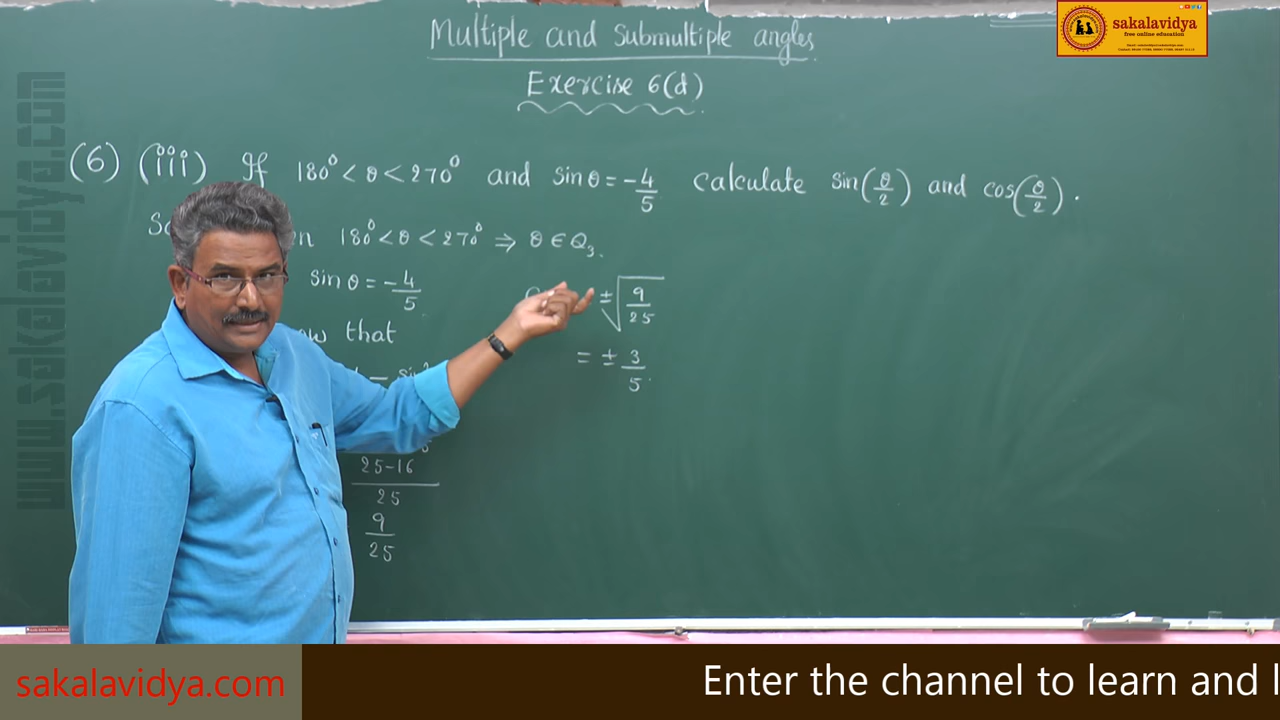 Multiple and Submultiple angles
Exercise 6(d)
sakalavidya
free online education
www.sakalavidya.com
(6) (iii) If 180° < θ < 270° and sin θ = -4/5 calculate sin(θ/2) and cos(θ/2).
180° < θ < 270° ⇒ θ ∈ Q₃.
sin θ = -4/5
± √(9/25)
that
= ± 3/5
25-16/25
9/25
sakalavidya.com
Enter the channel to learn and l